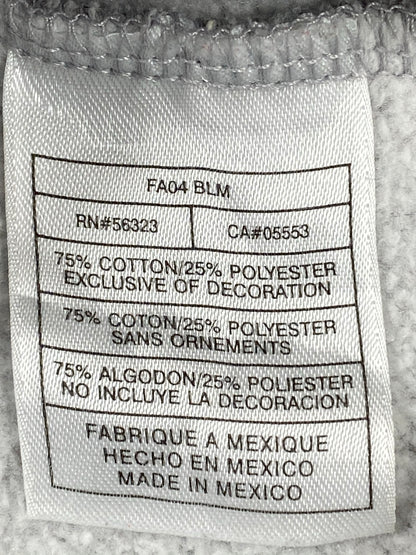 FA04 BLM
RN#56323 CA#05553
75% COTTON/25% POLYESTER
EXCLUSIVE OF DECORATION
75% COTON/25% POLYESTER
SANS ORNEMENTS
75% ALGODON/25% POLIESTER
NO INCLUYE LA DECORACION
FABRIQUE A MEXIQUE
HECHO EN MEXICO
MADE IN MEXICO